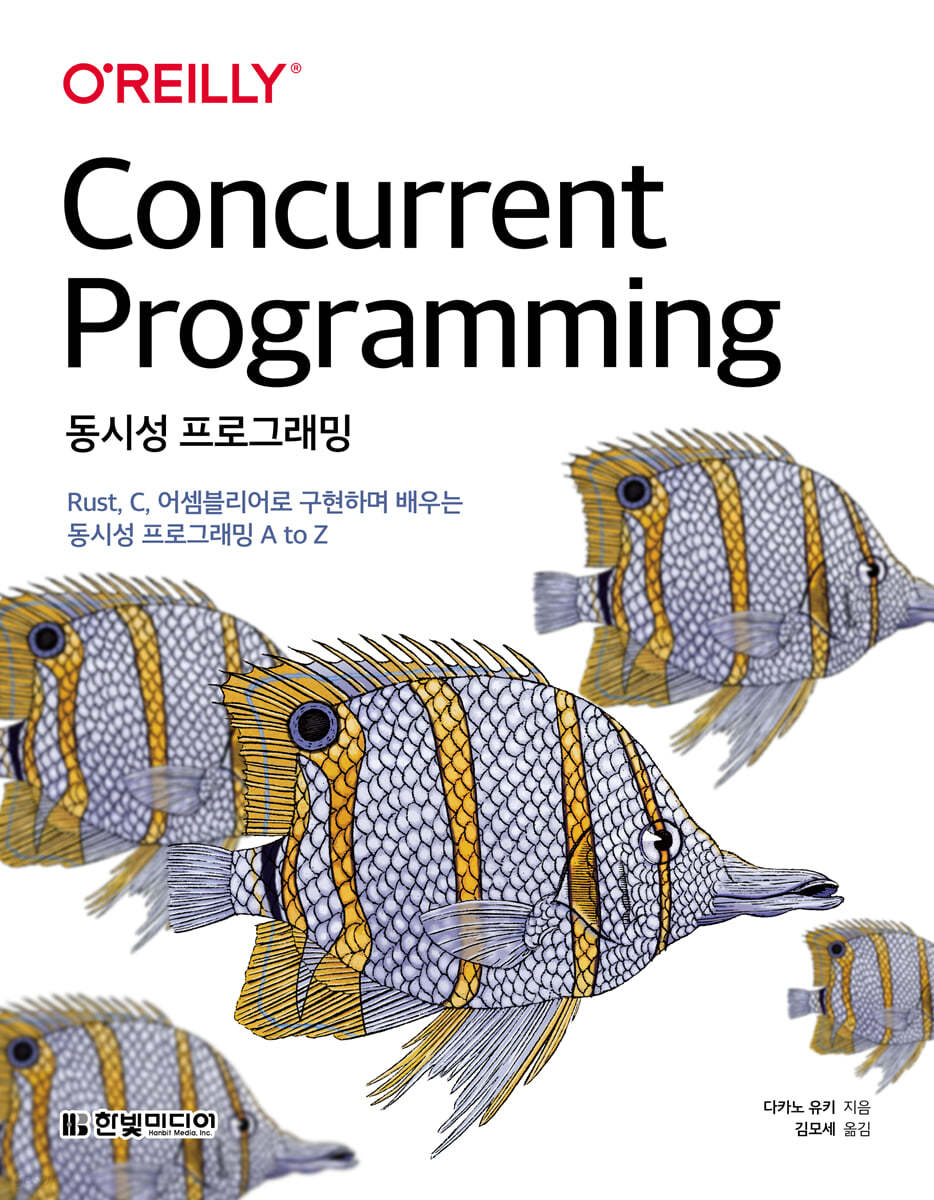 O'REILLY®
Concurrent
Programming
동시성 프로그래밍
Rust, C, 어셈블리어로 구현하며 배우는
동시성 프로그래밍 A to Z
다카노 유키 지음
김모세 옮김
한빛미디어
Hanbit Media, Inc.